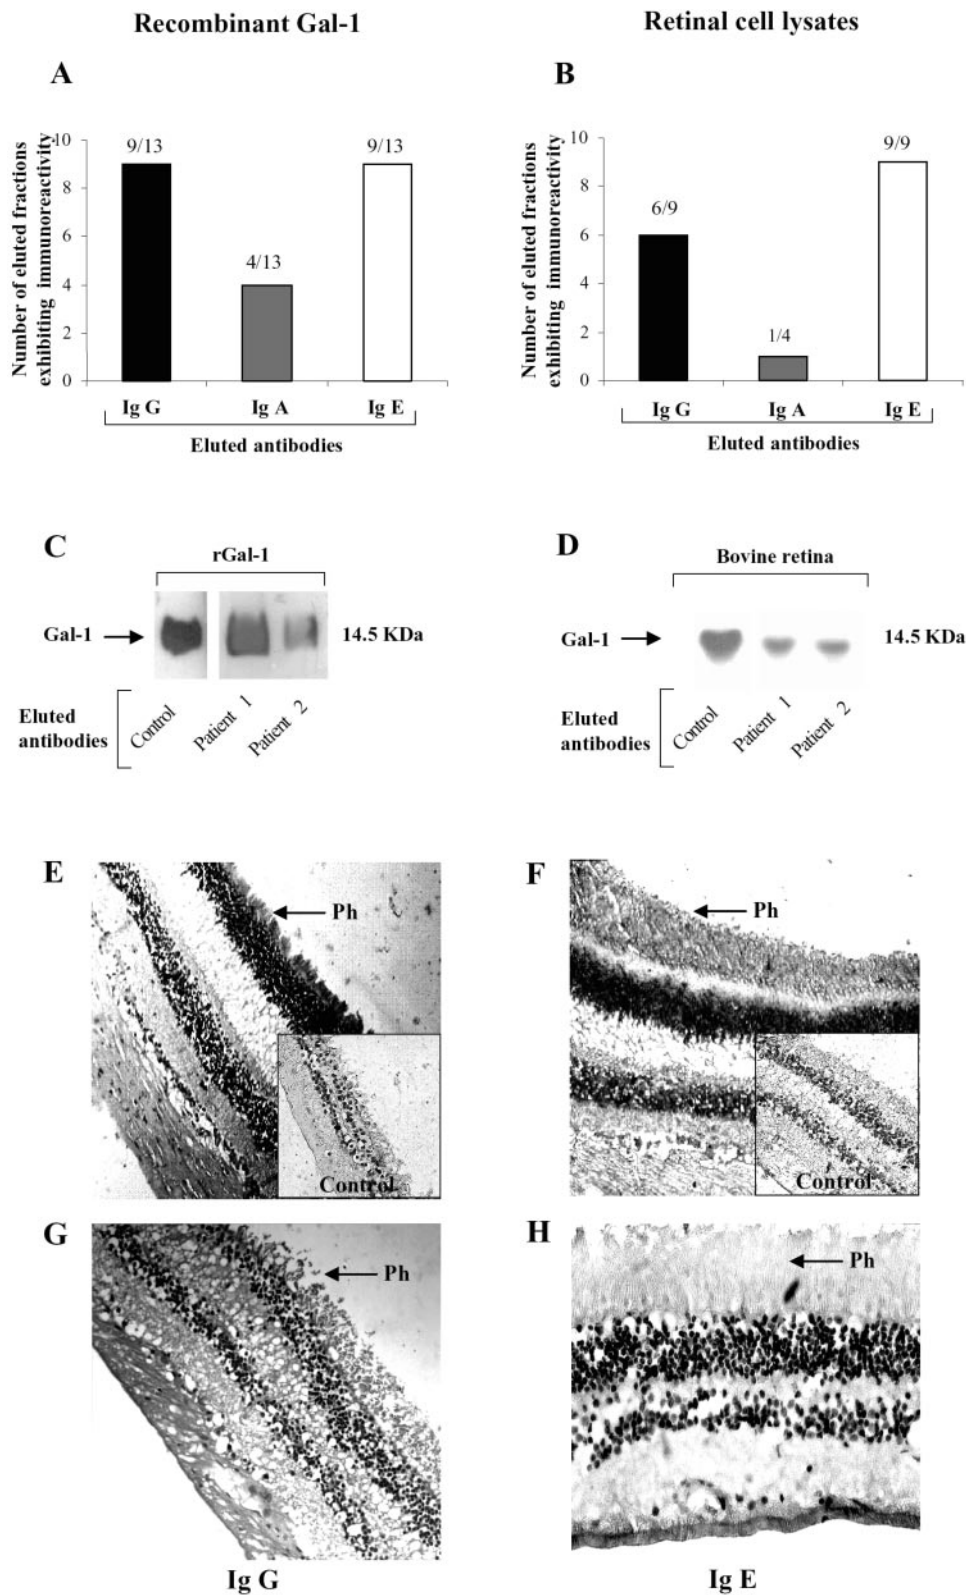 Recombinant Gal-1
Retinal cell lysates
A
Number of eluted fractions
exhibiting immunoreactivity
10
8
6
4
2
0
9/13
4/13
9/13
Ig G
Ig A
Ig E
Eluted antibodies
B
Number of eluted fractions
exhibiting immunoreactivity
10
8
6
4
2
0
6/9
1/4
9/9
Ig G
Ig A
Ig E
Eluted antibodies
C
rGal-1
Gal-1
14.5 KDa
Eluted
antibodies
Control
Patient 1
Patient 2
D
Bovine retina
Gal-1
14.5 KDa
Eluted
antibodies
Control
Patient 1
Patient 2
E
Ph
Control
F
Ph
Control
G
Ph
H
Ph
Ig G
Ig E